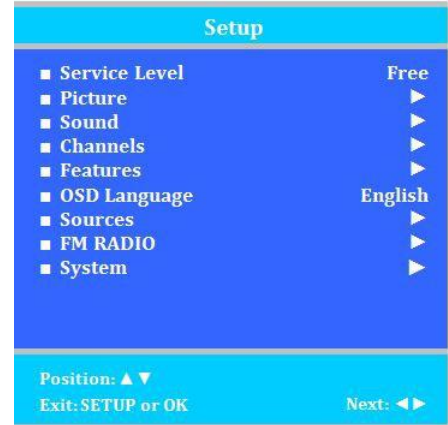 Setup
■ Service Level Free
■ Picture ▶
■ Sound ▶
■ Channels ▶
■ Features ▶
■ OSD Language English
■ Sources ▶
■ FM RADIO ▶
■ System ▶
Position: ▲ ▼
Exit: SETUP or OK Next: ◀▶